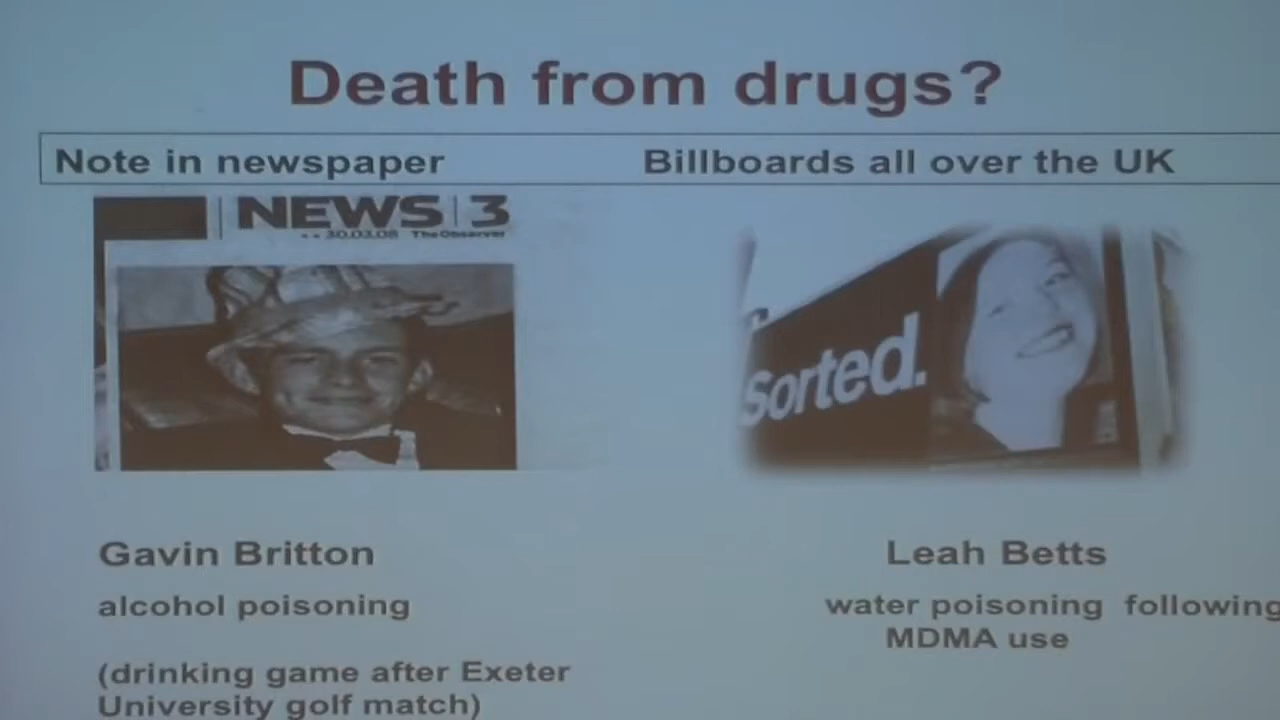 Death from drugs?
Note in newspaper
Billboards all over the UK
NEWS 3
30.03.08 The Observer
sorted.
Gavin Britton
alcohol poisoning
(drinking game after Exeter
University golf match)
Leah Betts
water poisoning following
MDMA use